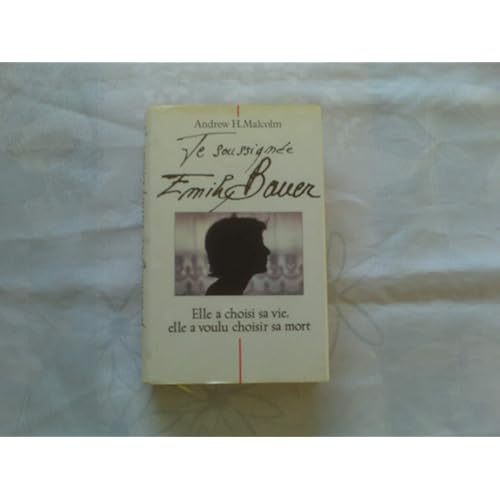 Andrew H. Malcolm
Je soussignée
Emily Bauer
Elle a choisi sa vie,
elle a voulu choisir sa mort